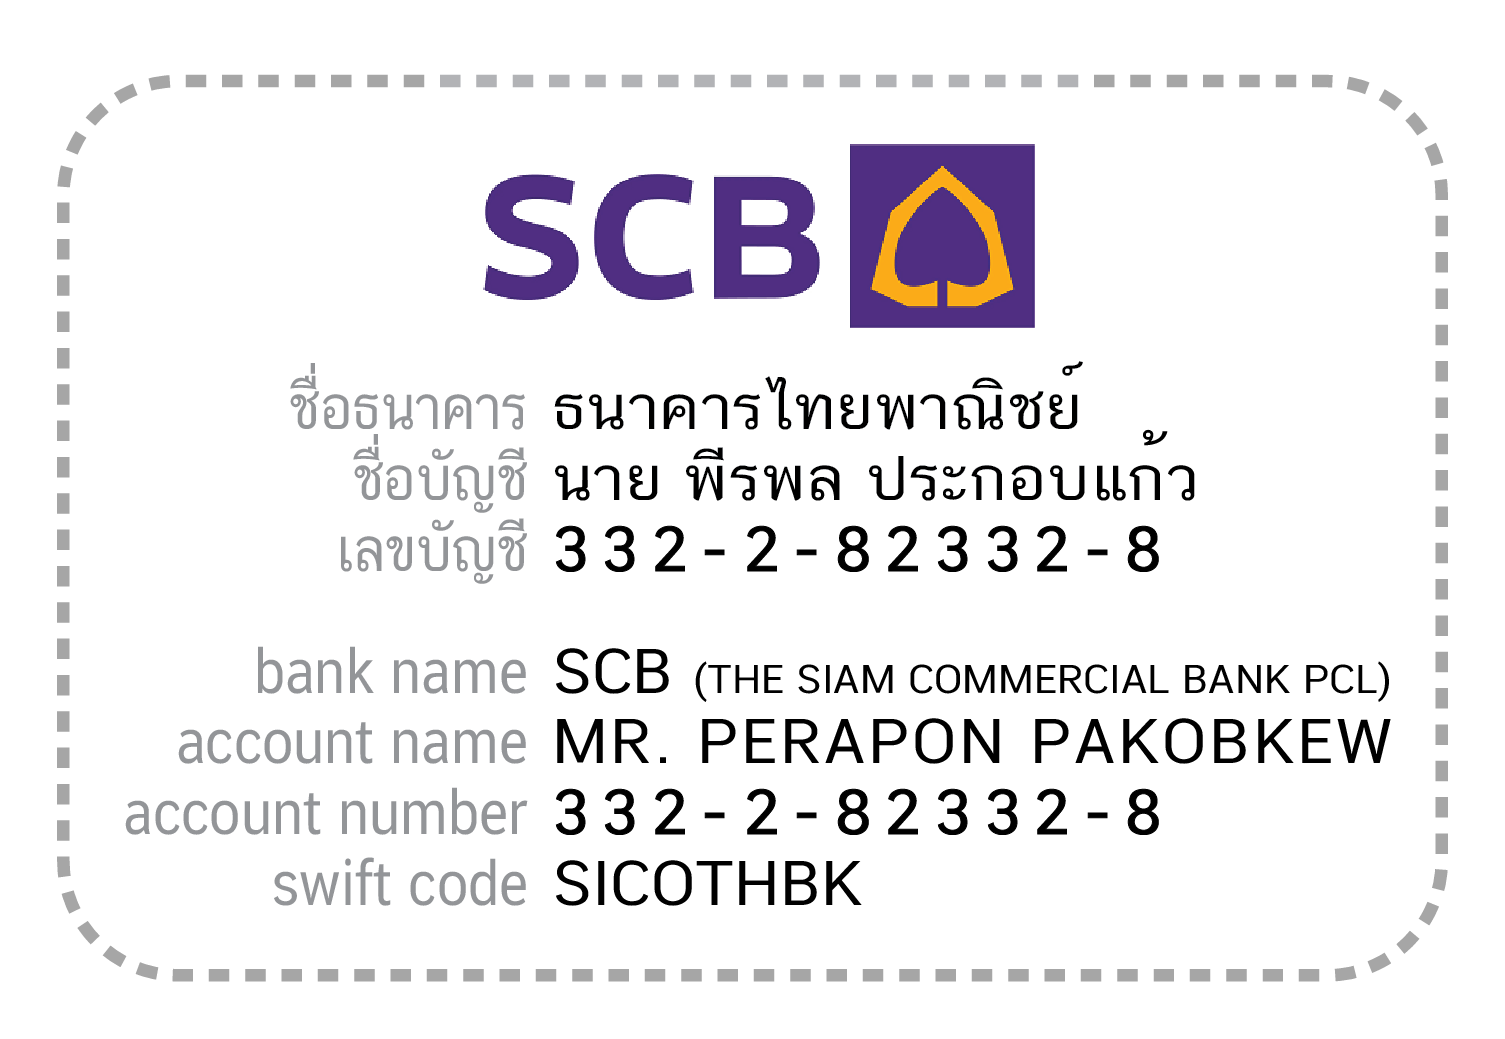 SCB
ชื่อธนาคาร ธนาคารไทยพาณิชย์
ชื่อบัญชี นาย พีรพล ประกอบแก้ว
เลขบัญชี 332-2-82332-8
bank name SCB (THE SIAM COMMERCIAL BANK PCL)
account name MR. PERAPON PAKOBKEW
account number 332-2-82332-8
swift code SICOTHBK